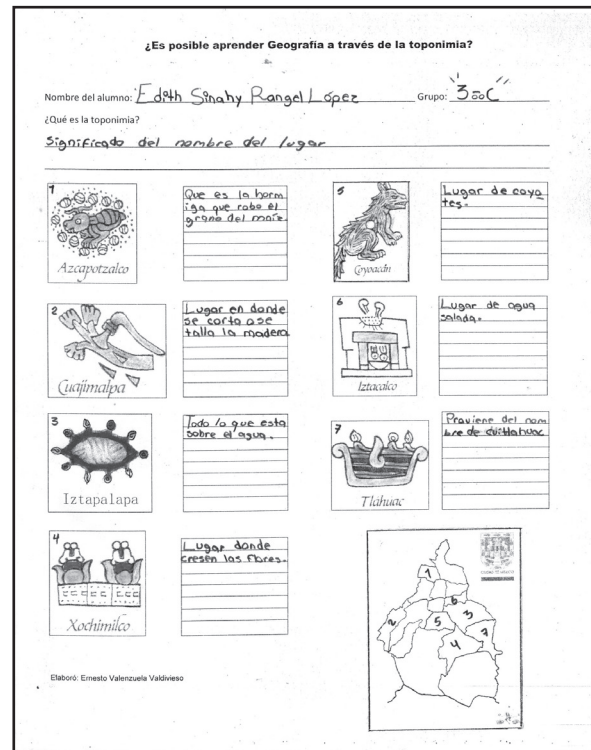 ¿Es posible aprender Geografía a través de la toponimia?
Nombre del alumno: Edith Sinahy Rangel López Grupo: 3ooC
¿Qué es la toponimia?
Significado del nombre del lugar
1
Azcapotzalco
Que es la horm
iga que robo el
grano del maíz.
5
Coyoacán
Lugar de coyo
tes.
2
Cuajimalpa
Lugar en donde
se corta o se
talla la madera
6
Iztacalco
Lugar de agua
salada.
3
Iztapalapa
Todo lo que esta
sobre el agua.
7
Tláhuac
Proviene del nom
bre de cuitlahuac
4
Xochimilco
Lugar donde
cresen las flores.
1
2
6
3
5
7
4
Elaboró: Ernesto Valenzuela Valdivieso